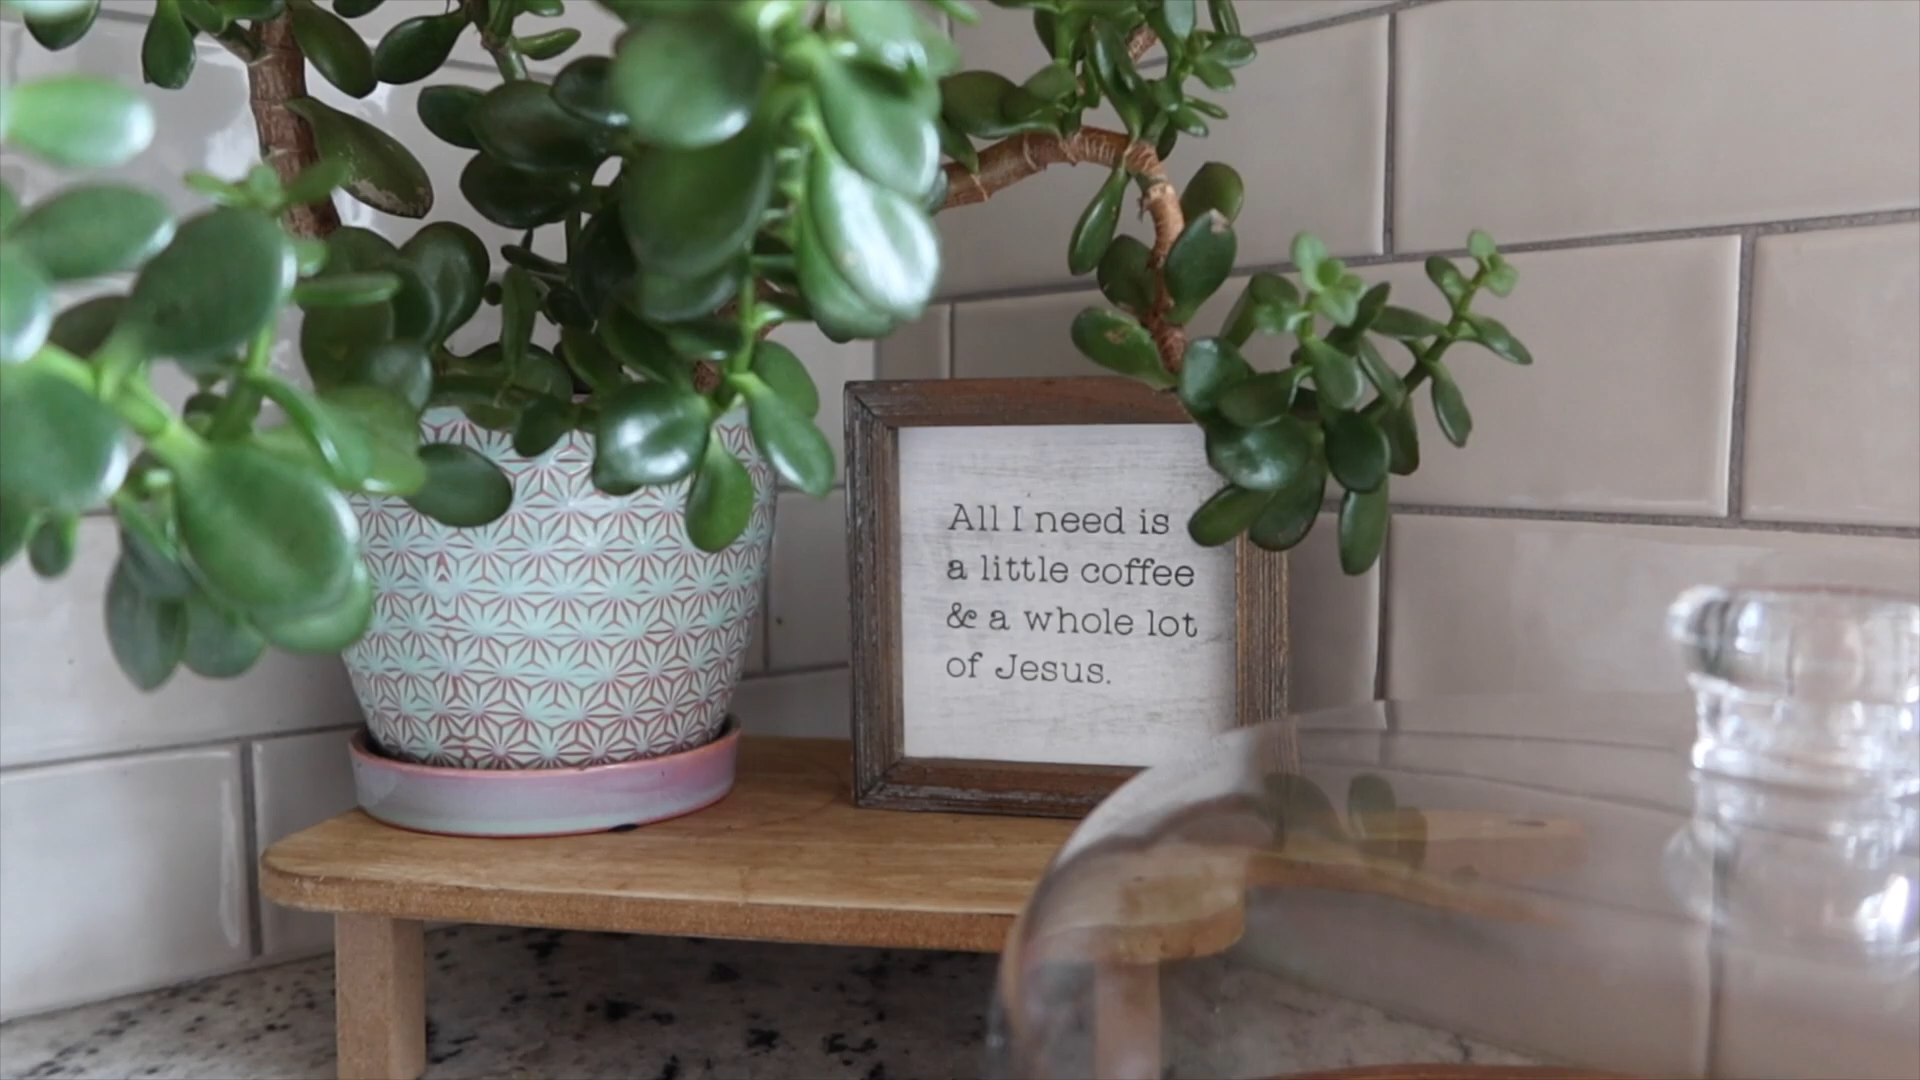 All I need is
a little coffee
& a whole lot
of Jesus.